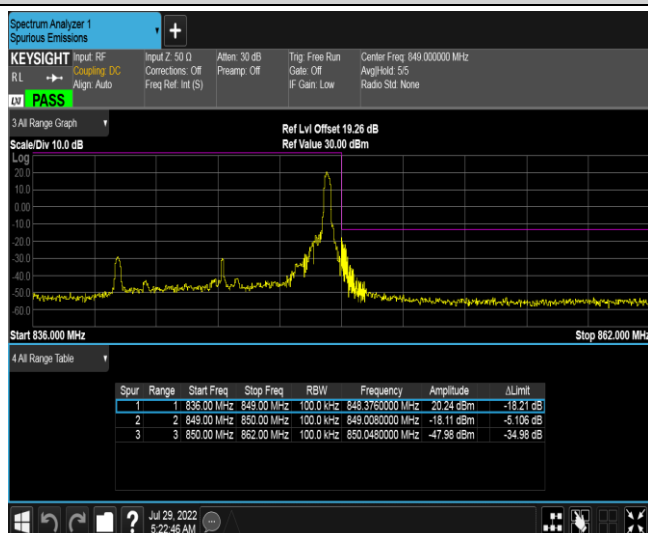 Spectrum Analyzer 1
Spurious Emissions
+
KEYSIGHT Input: RF Input Z: 50 Ω Atten: 30 dB Trig: Free Run Center Freq: 849.000000 MHz
R L Coupling: DC Corrections: Off Preamp: Off Gate: Off Avg|Hold: 5/5
Align: Auto Freq Ref: Int (S) IF Gain: Low Radio Std: None
LXI PASS
3 All Range Graph
Ref Lvl Offset 19.26 dB
Scale/Div 10.0 dB Ref Value 30.00 dBm
Log
20.0
10.0
0.00
-10.0
-20.0
-30.0
-40.0
-50.0
-60.0
Start 836.000 MHz Stop 862.000 MHz
4 All Range Table
Spur Range Start Freq Stop Freq RBW Frequency Amplitude ΔLimit
1 1 836.00 MHz 849.00 MHz 100.0 kHz 848.3760000 MHz 20.24 dBm -18.21 dB
2 2 849.00 MHz 850.00 MHz 100.0 kHz 849.0080000 MHz -18.11 dBm -5.106 dB
3 3 850.00 MHz 862.00 MHz 100.0 kHz 850.0480000 MHz -47.98 dBm -34.98 dB
? Jul 29, 2022
5:22:46 AM